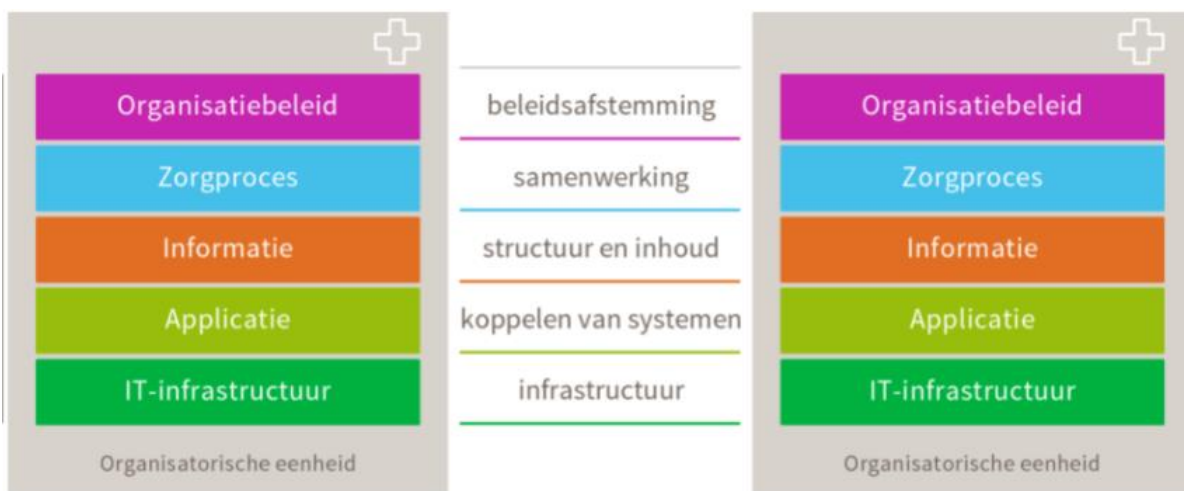 Organisatiebeleid
beleidsafstemming
Organisatiebeleid
Zorgproces
samenwerking
Zorgproces
Informatie
structuur en inhoud
Informatie
Applicatie
koppelen van systemen
Applicatie
IT-infrastructuur
infrastructuur
IT-infrastructuur
Organisatorische eenheid
Organisatorische eenheid